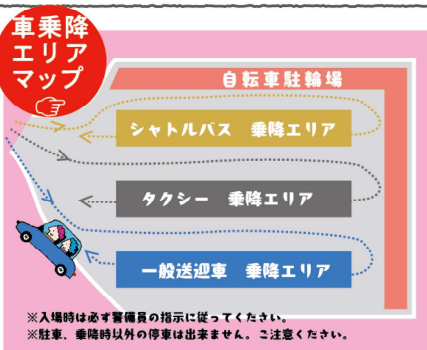 車乗降
エリア
マップ
自転車駐輪場
シャトルバス 乗降エリア
タクシー 乗降エリア
一般送迎車 乗降エリア
※入場時は必ず警備員の指示に従ってください。
※駐車、乗降時以外の停車は出来ません。ご注意ください。